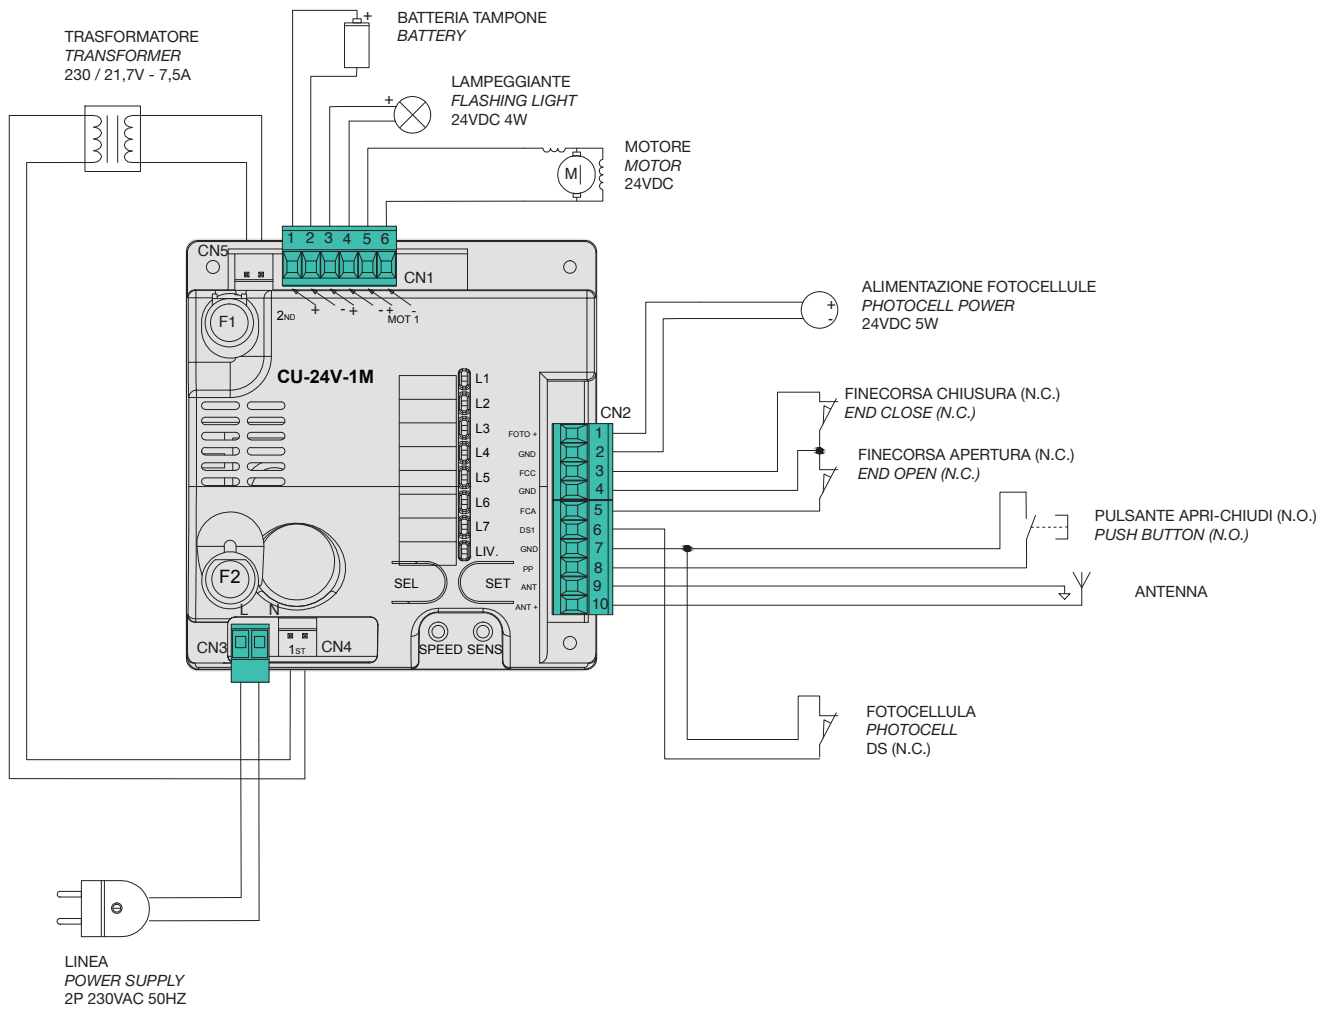 BATTERIA TAMPONE
BATTERY
TRASFORMATORE
TRANSFORMER
230 / 21,7V - 7,5A
+
LAMPEGGIANTE
FLASHING LIGHT
24VDC 4W
+
MOTORE
MOTOR
24VDC
M
1 2 3 4 5 6
CN5
CN1
2ND + - + - + -
MOT 1
F1
CU-24V-1M
ALIMENTAZIONE FOTOCELLULE
PHOTOCELL POWER
24VDC 5W
+
-
L1
L2
L3
L4
L5
L6
L7
LIV.
SEL
SET
CN2
FOTO + 1
GND 2
FCC 3
GND 4
FCA 5
DS1 6
GND 7
PP 8
ANT 9
ANT + 10
FINECORSA CHIUSURA (N.C.)
END CLOSE (N.C.)
FINECORSA APERTURA (N.C.)
END OPEN (N.C.)
PULSANTE APRI-CHIUDI (N.O.)
PUSH BUTTON (N.O.)
ANTENNA
F2
L N
CN3
1ST
CN4
SPEED SENS
FOTOCELLULA
PHOTOCELL
DS (N.C.)
LINEA
POWER SUPPLY
2P 230VAC 50HZ